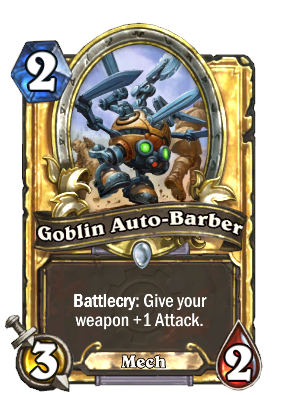 2
Goblin Auto-Barber
Battlecry: Give your
weapon +1 Attack.
3
Mech
2